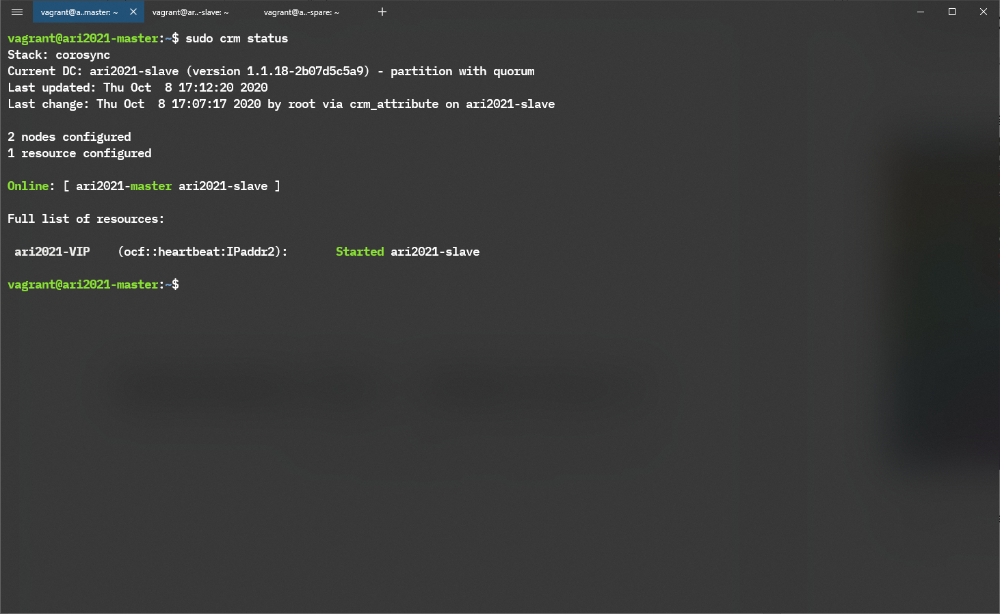 vagrant@a..master: ~ vagrant@ar..-slave: ~ vagrant@a..-spare: ~
vagrant@ari2021-master:~$ sudo crm status
Stack: corosync
Current DC: ari2021-slave (version 1.1.18-2b07d5c5a9) - partition with quorum
Last updated: Thu Oct  8 17:12:20 2020
Last change: Thu Oct  8 17:07:17 2020 by root via crm_attribute on ari2021-slave
2 nodes configured
1 resource configured
Online: [ ari2021-master ari2021-slave ]
Full list of resources:
 ari2021-VIP    (ocf::heartbeat:IPaddr2):       Started ari2021-slave
vagrant@ari2021-master:~$